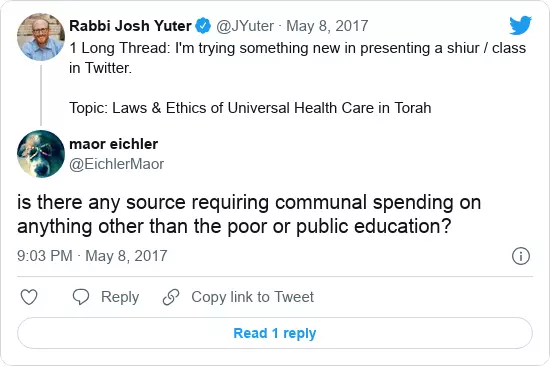 Rabbi Josh Yuter @JYuter · May 8, 2017
1 Long Thread: I'm trying something new in presenting a shiur / class
in Twitter.
Topic: Laws & Ethics of Universal Health Care in Torah
maor eichler
@EichlerMaor
is there any source requiring communal spending on
anything other than the poor or public education?
9:03 PM · May 8, 2017
Reply Copy link to Tweet
Read 1 reply